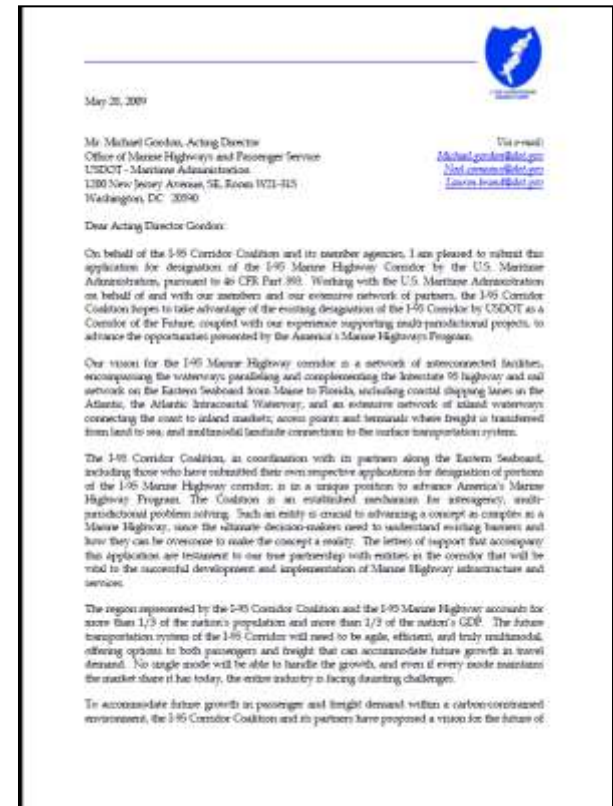 May 28, 2009
Mr. Michael Gordon, Acting Director
Via e-mail:
Office of Marine Highways and Passenger Service
Michael.gordon@dot.gov
USDOT - Maritime Administration
1200 New Jersey Avenue, SE, Room W21-315
Lauren.brand@dot.gov
Washington, DC 20590
Dear Acting Director Gordon:
On behalf of the I-95 Corridor Coalition and its member agencies, I am pleased to submit this
application for designation of the I-95 Marine Highway Corridor by the U.S. Maritime
Administration, pursuant to 46 CFR Part 393. Working with the U.S. Maritime Administration
on behalf of and with our members and our extensive network of partners, the I-95 Corridor
Coalition hopes to take advantage of the existing designation of the I-95 Corridor by USDOT as a
Corridor of the Future, coupled with our experience supporting multi-jurisdictional projects, to
advance the opportunities presented by the America's Marine Highways Program.
Our vision for the I-95 Marine Highway corridor is a network of interconnected facilities,
encompassing the waterways paralleling and complementing the Interstate 95 highway and rail
network on the Eastern Seaboard from Maine to Florida, including coastal shipping lanes in the
Atlantic, the Atlantic Intracoastal Waterway, and an extensive network of inland waterways
connecting the coast to inland markets; access points and terminals where freight is transferred
from land to sea; and multimodal landside connections to the surface transportation system.
The I-95 Corridor Coalition, in coordination with its partners along the Eastern Seaboard,
including those who have submitted their own respective applications for designation of portions
of the I-95 Marine Highway corridor, is in a unique position to advance America's Marine
Highway Program. The Coalition is an established mechanism for interagency, multi-
jurisdictional problem solving. Such an entity is crucial to advancing a concept as complex as a
Marine Highway, since the ultimate decision-makers need to understand existing barriers and
how they can be overcome to make the concept a reality. The letters of support that accompany
this application are testament to our true partnership with entities in the corridor that will be
vital to the successful development and implementation of Marine Highway infrastructure and
services.
The region represented by the I-95 Corridor Coalition and the I-95 Marine Highway accounts for
more than 1/3 of the nation's population and more than 1/3 of the nation's GDP. The future
transportation system of the I-95 Corridor will need to be agile, efficient, and truly multimodal,
offering options to both passengers and freight that can accommodate future growth in travel
demand. No single mode will be able to handle the growth, and even if every mode maintains
the market share it has today, the entire industry is facing daunting challenges.
To accommodate future growth in passenger and freight demand within a carbon-constrained
environment, the I-95 Corridor Coalition and its partners have proposed a vision for the future of